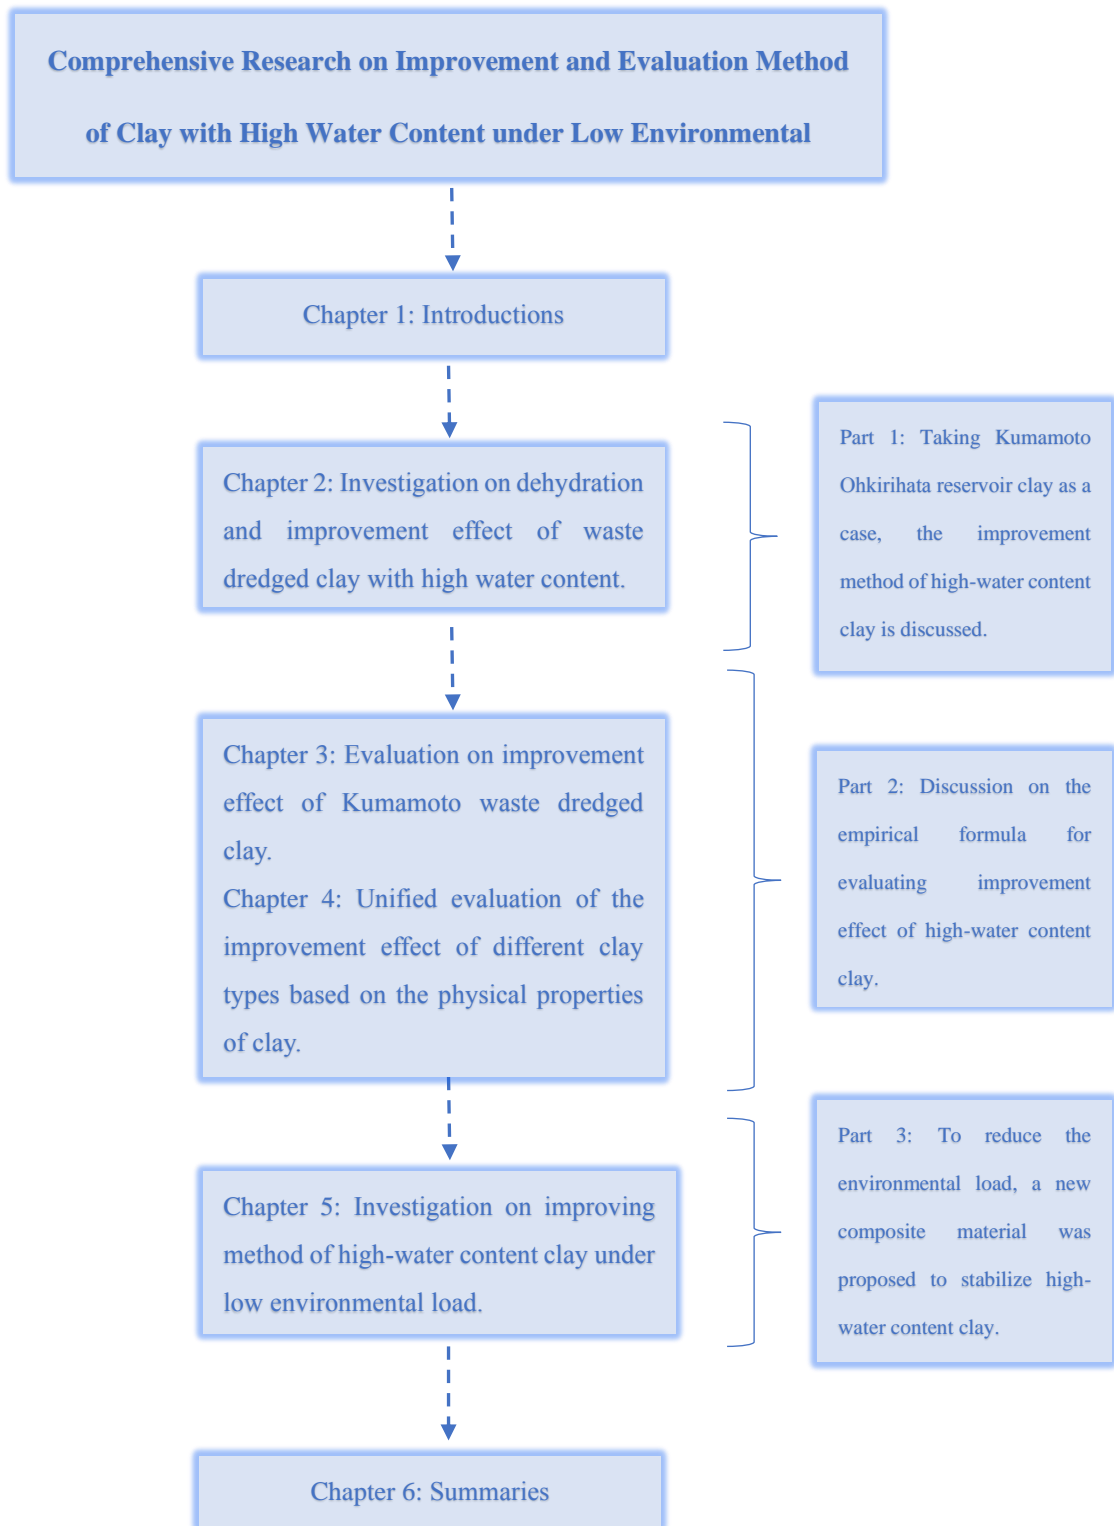 Comprehensive Research on Improvement and Evaluation Method
of Clay with High Water Content under Low Environmental
Chapter 1: Introductions
Chapter 2: Investigation on dehydration
and improvement effect of waste
dredged clay with high water content.
Part 1: Taking Kumamoto
Ohkirihata reservoir clay as a
case, the improvement
method of high-water content
clay is discussed.
Chapter 3: Evaluation on improvement
effect of Kumamoto waste dredged
clay.
Chapter 4: Unified evaluation of the
improvement effect of different clay
types based on the physical properties
of clay.
Part 2: Discussion on the
empirical formula for
evaluating improvement
effect of high-water content
clay.
Chapter 5: Investigation on improving
method of high-water content clay under
low environmental load.
Part 3: To reduce the
environmental load, a new
composite material was
proposed to stabilize high-
water content clay.
Chapter 6: Summaries